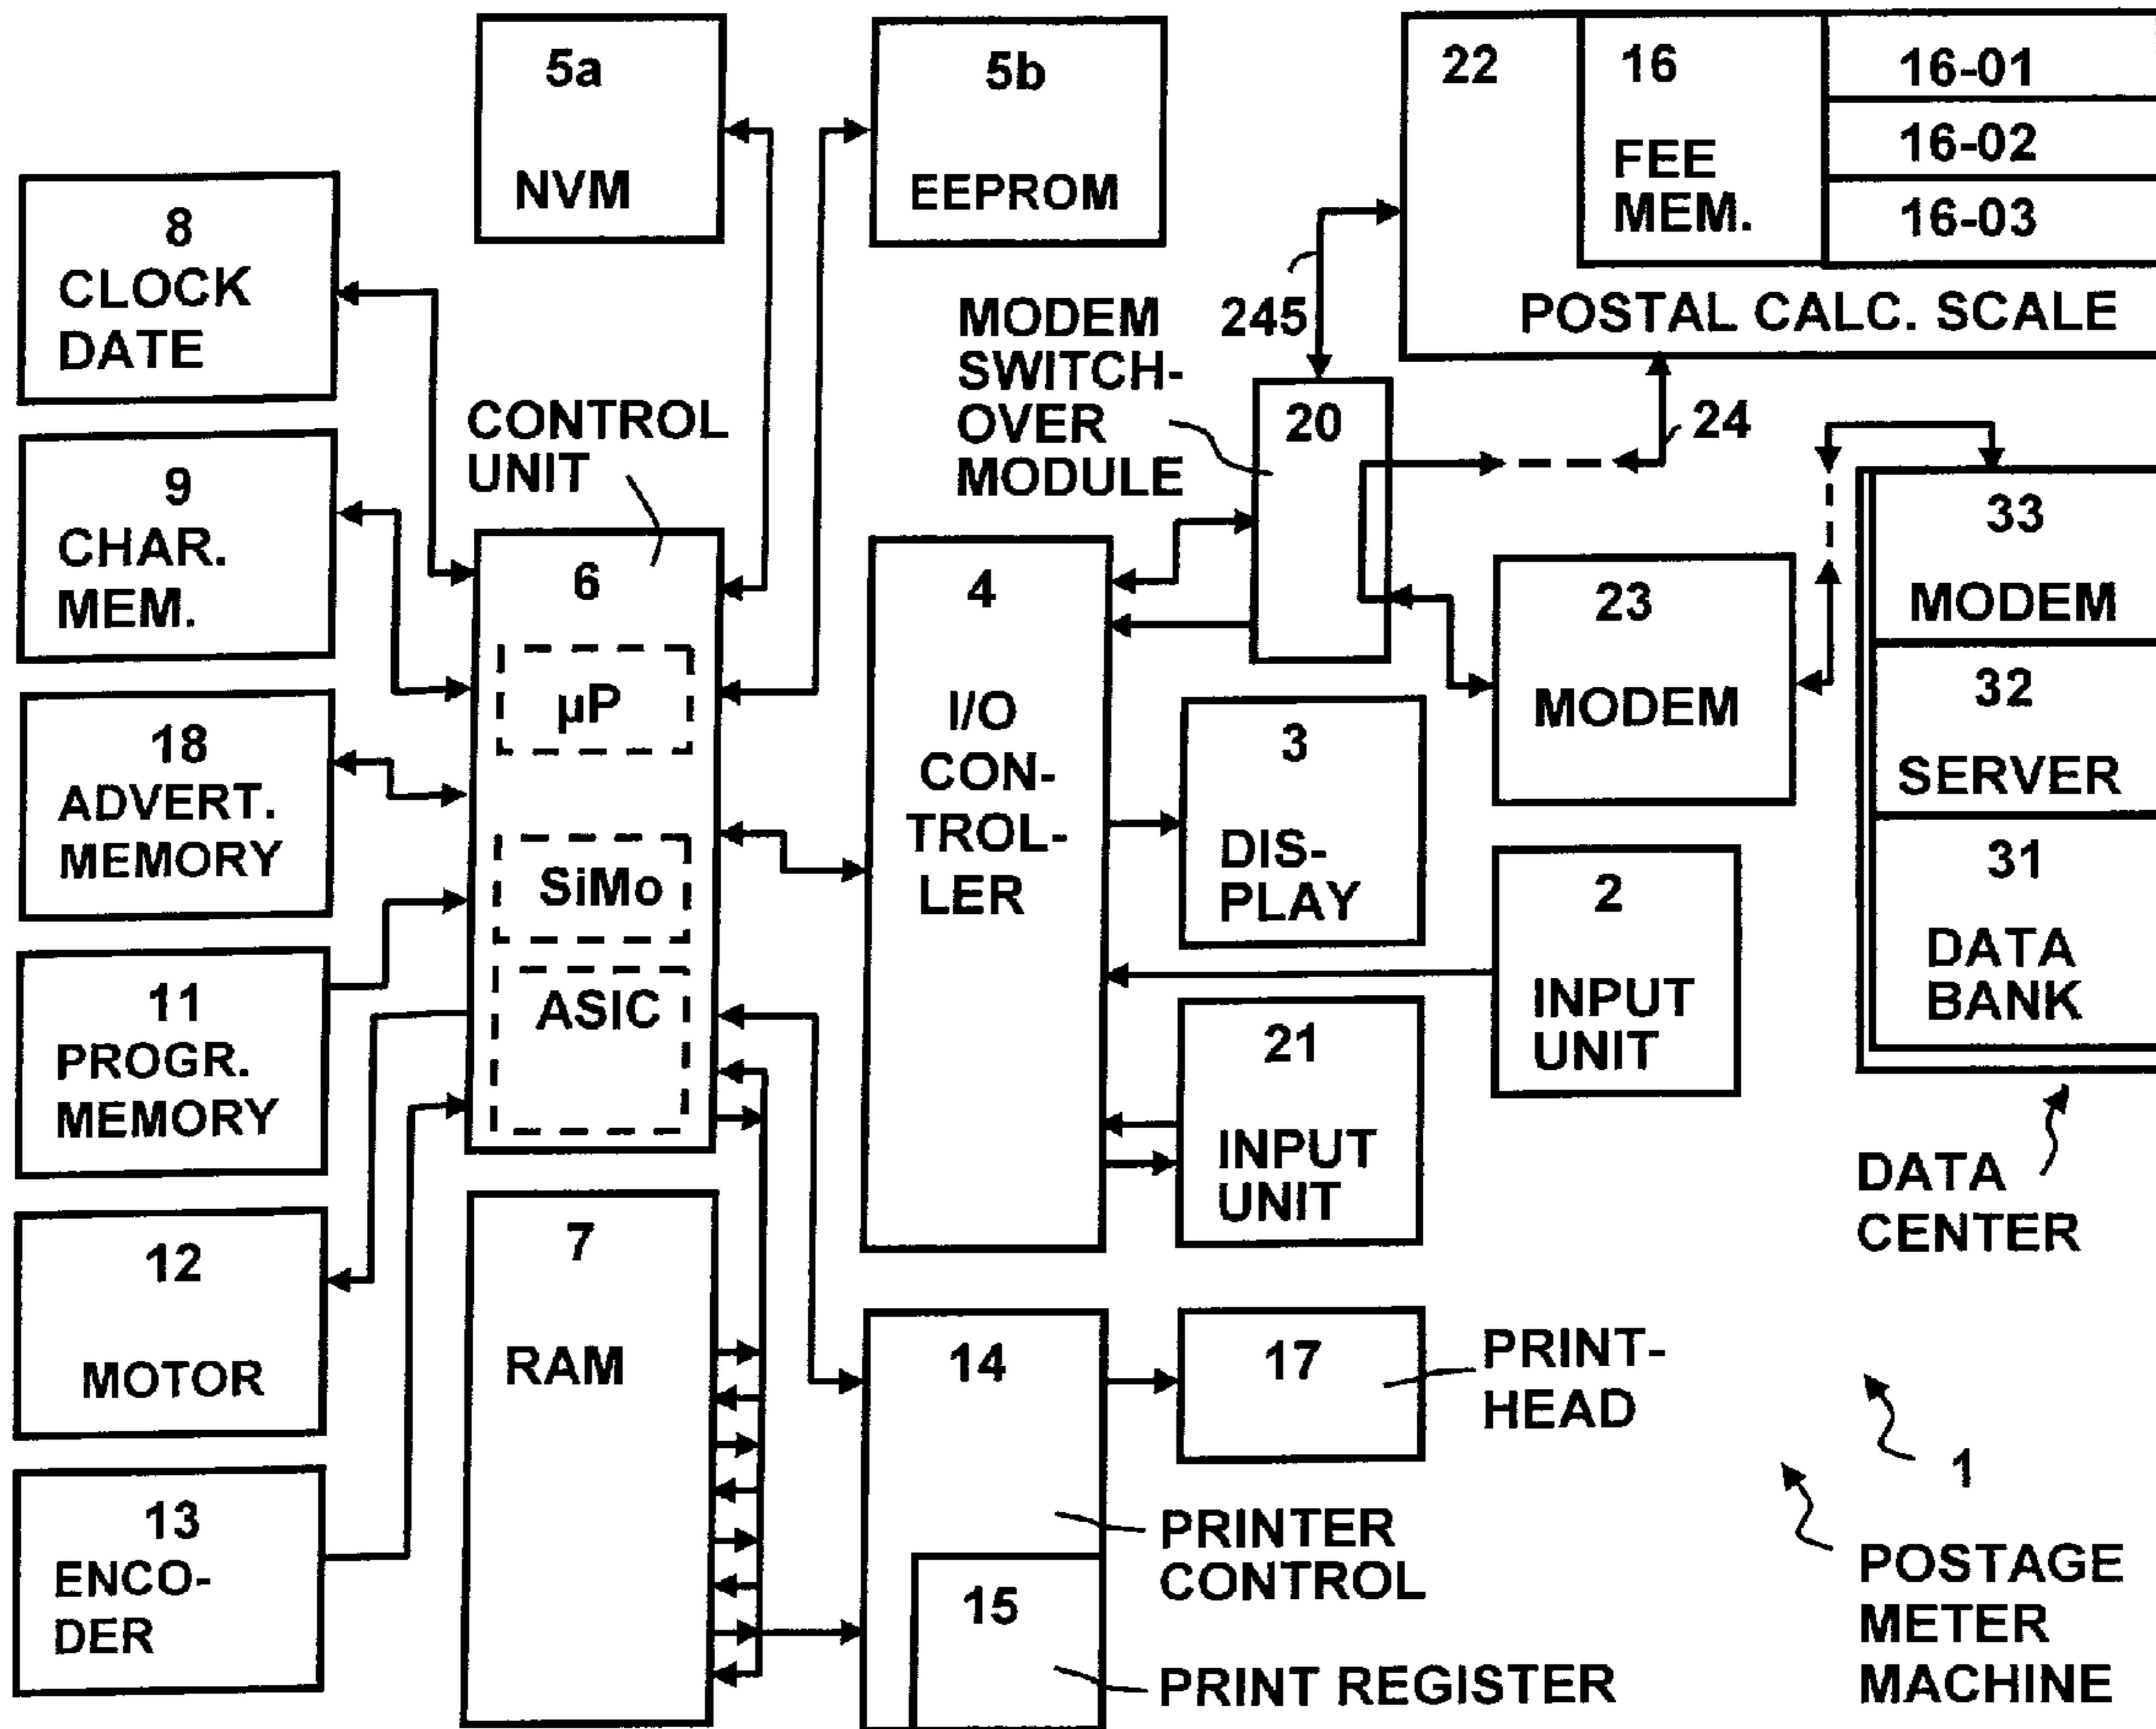 5a
NVM
5b
EEPROM
22
16
FEE
MEM.
16-01
16-02
16-03
POSTAL CALC. SCALE
8
CLOCK
DATE
MODEM
SWITCH-
OVER
MODULE
245
20
24
CONTROL
UNIT
9
CHAR.
MEM.
6
µP
SiMo
ASIC
4
I/O
CON-
TROL-
LER
23
MODEM
33
MODEM
32
SERVER
31
DATA
BANK
18
ADVERT.
MEMORY
3
DIS-
PLAY
2
INPUT
UNIT
11
PROGR.
MEMORY
21
INPUT
UNIT
DATA
CENTER
12
MOTOR
7
RAM
14
17
PRINT-
HEAD
13
ENCO-
DER
PRINTER
CONTROL
15
PRINT REGISTER
1
POSTAGE
METER
MACHINE